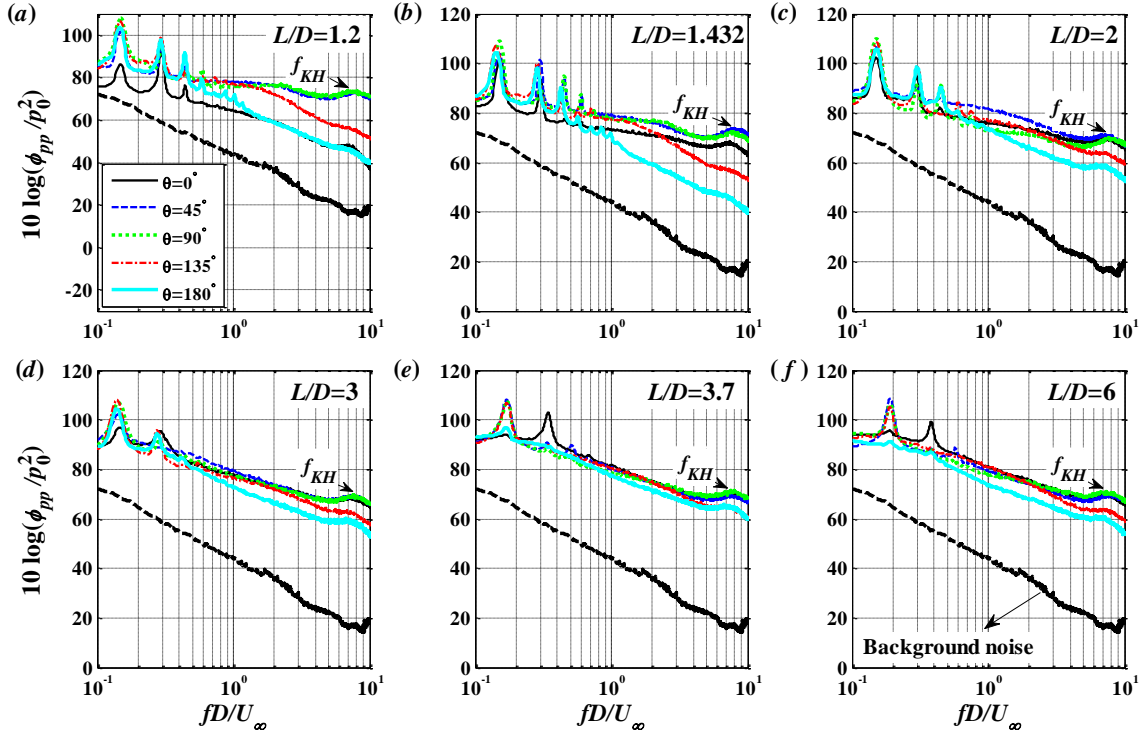 (a)
L/D=1.2
f_KH
10 log(ϕ_pp /p_0^2)
100
80
60
40
20
0
-20
θ=0°
θ=45°
θ=90°
θ=135°
θ=180°
10^-1 10^0 10^1
(b)
L/D=1.432
f_KH
120
100
80
60
40
20
0
10^-1 10^0 10^1
(c)
L/D=2
f_KH
120
100
80
60
40
20
0
10^-1 10^0 10^1
(d)
L/D=3
f_KH
10 log(ϕ_pp /p_0^2)
120
100
80
60
40
20
0
10^-1 10^0 10^1
fD/U_∞
(e)
L/D=3.7
f_KH
120
100
80
60
40
20
0
10^-1 10^0 10^1
fD/U_∞
(f)
L/D=6
f_KH
120
100
80
60
40
20
0
Background noise
10^-1 10^0 10^1
fD/U_∞